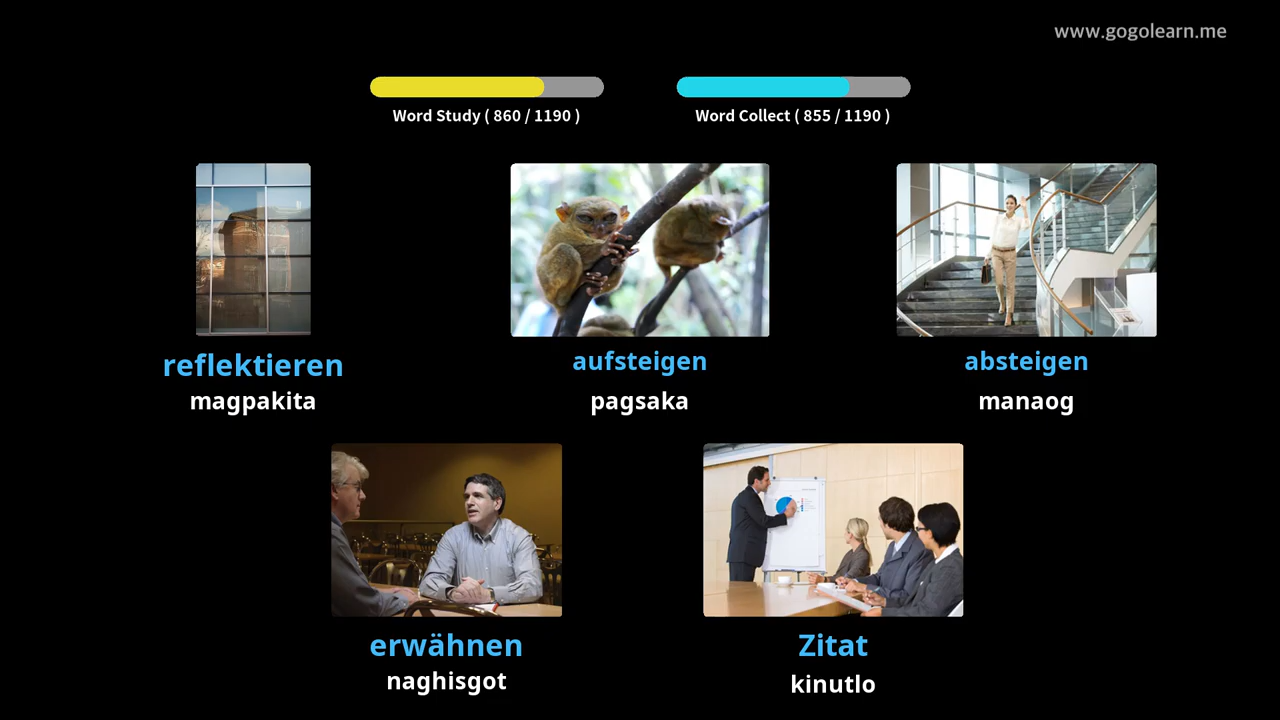 www.gogolearn.me
Word Study ( 860 / 1190 )
Word Collect ( 855 / 1190 )
reflektieren
magpakita
aufsteigen
pagsaka
absteigen
manaog
erwähnen
naghisgot
Zitat
kinutlo